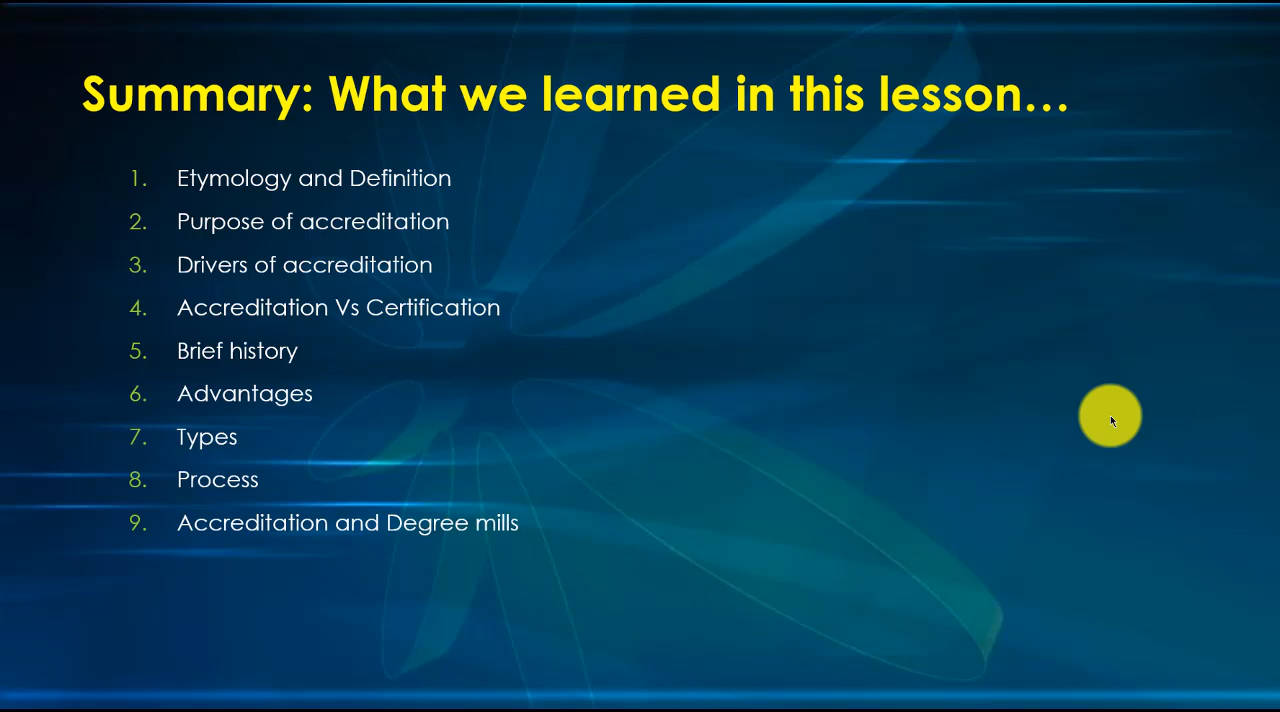 Summary: What we learned in this lesson…
1. Etymology and Definition
2. Purpose of accreditation
3. Drivers of accreditation
4. Accreditation Vs Certification
5. Brief history
6. Advantages
7. Types
8. Process
9. Accreditation and Degree mills